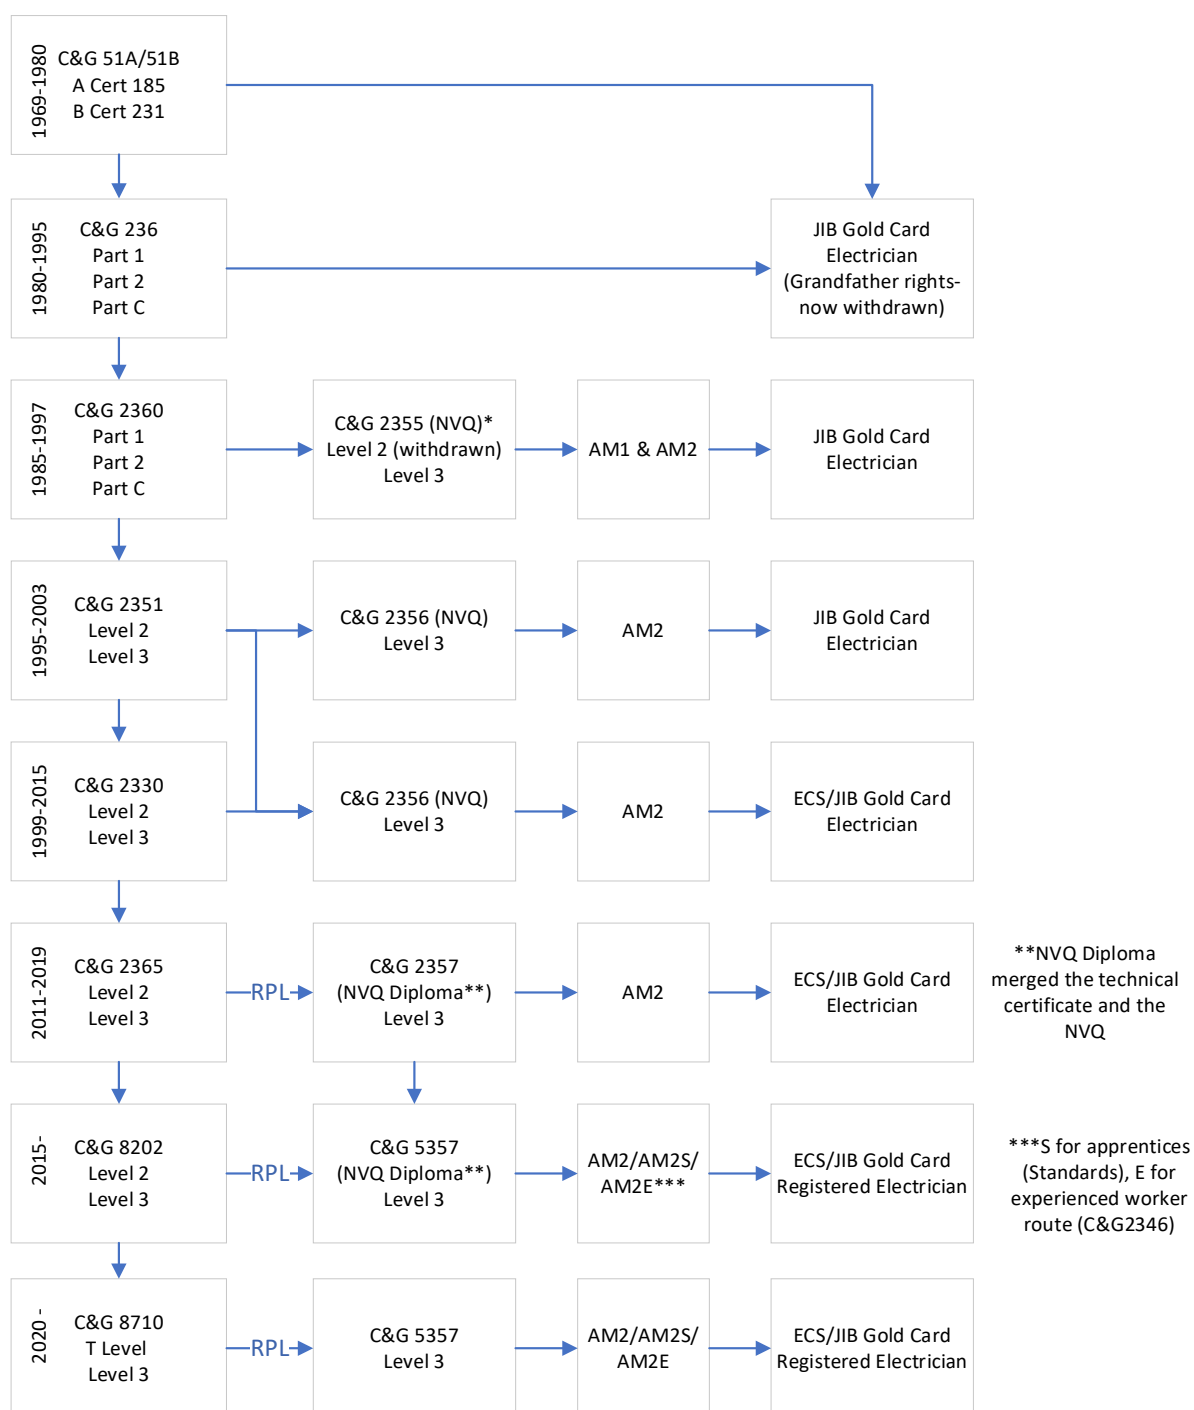 1969-1980
C&G 51A/51B
A Cert 185
B Cert 231
1980-1995
C&G 236
Part 1
Part 2
Part C
JIB Gold Card
Electrician
(Grandfather rights-
now withdrawn)
1985-1997
C&G 2360
Part 1
Part 2
Part C
C&G 2355 (NVQ)*
Level 2 (withdrawn)
Level 3
AM1 & AM2
JIB Gold Card
Electrician
1995-2003
C&G 2351
Level 2
Level 3
C&G 2356 (NVQ)
Level 3
AM2
JIB Gold Card
Electrician
1999-2015
C&G 2330
Level 2
Level 3
C&G 2356 (NVQ)
Level 3
AM2
ECS/JIB Gold Card
Electrician
2011-2019
C&G 2365
Level 2
Level 3
RPL
C&G 2357
(NVQ Diploma**)
Level 3
AM2
ECS/JIB Gold Card
Electrician
**NVQ Diploma
merged the technical
certificate and the
NVQ
2015-
C&G 8202
Level 2
Level 3
RPL
C&G 5357
(NVQ Diploma**)
Level 3
AM2/AM2S/
AM2E***
ECS/JIB Gold Card
Registered Electrician
***S for apprentices
(Standards), E for
experienced worker
route (C&G2346)
2020 -
C&G 8710
T Level
Level 3
RPL
C&G 5357
Level 3
AM2/AM2S/
AM2E
ECS/JIB Gold Card
Registered Electrician